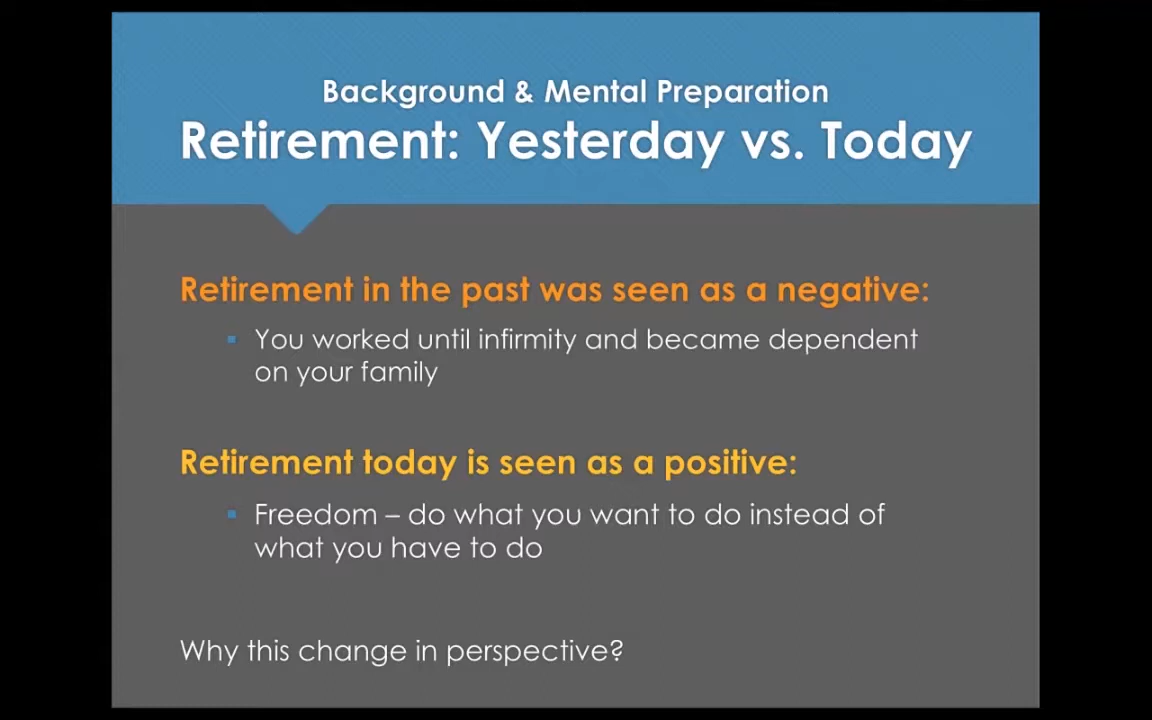 Background & Mental Preparation
Retirement: Yesterday vs. Today
Retirement in the past was seen as a negative:
▪ You worked until infirmity and became dependent
on your family
Retirement today is seen as a positive:
▪ Freedom – do what you want to do instead of
what you have to do
Why this change in perspective?